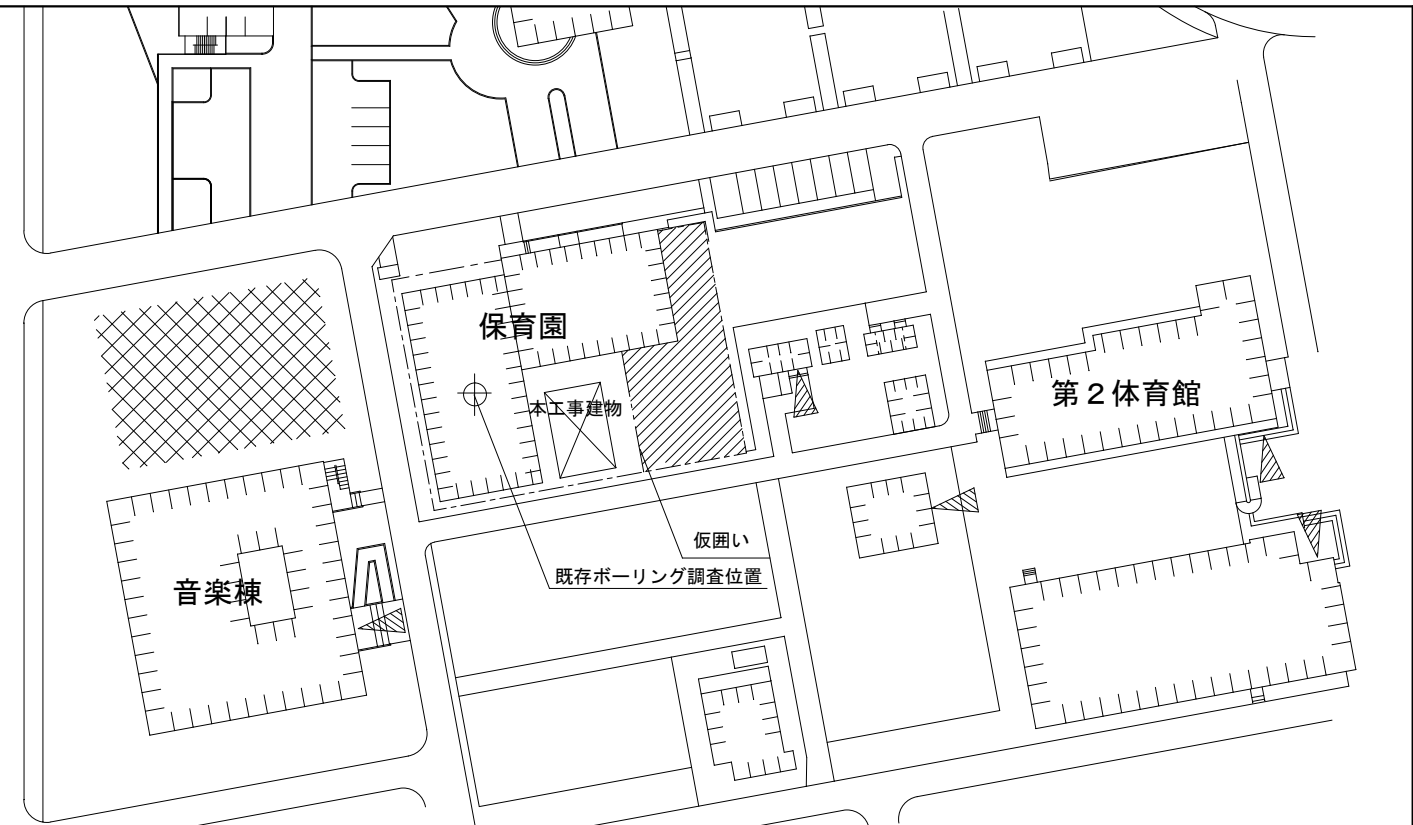 保育園
本工事建物
第２体育館
仮囲い
既存ボーリング調査位置
音楽棟